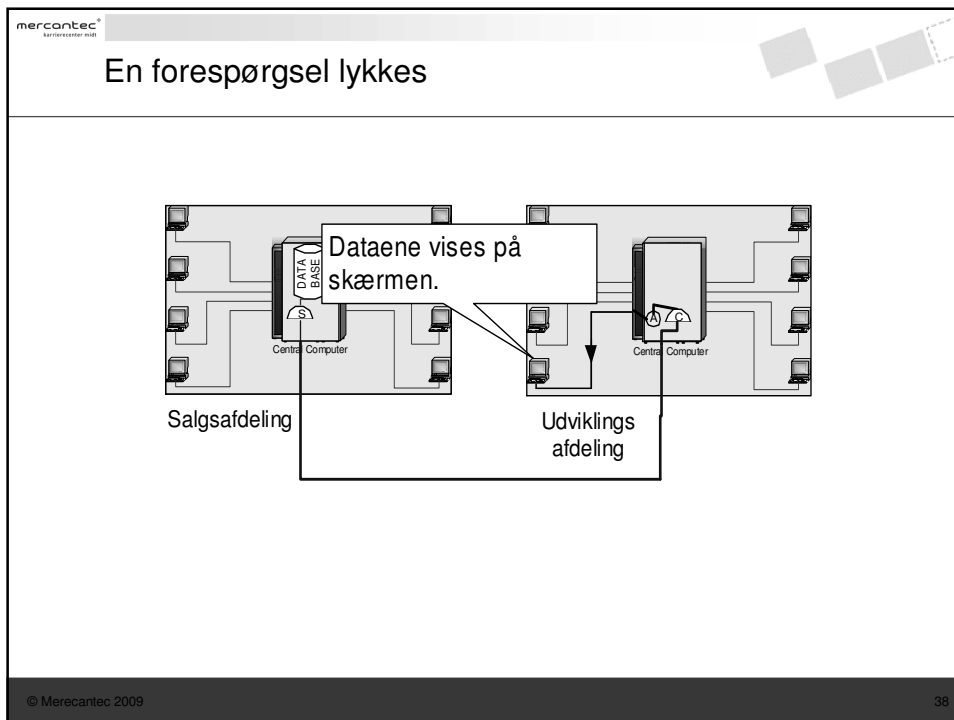 mercantec+
karrierecenter midt
En forespørgsel lykkes
DATA
BASE
S
Central Computer
Dataene vises på
skærmen.
A
C
Central Computer
Salgsafdeling
Udviklings
afdeling
© Merecantec 2009
38